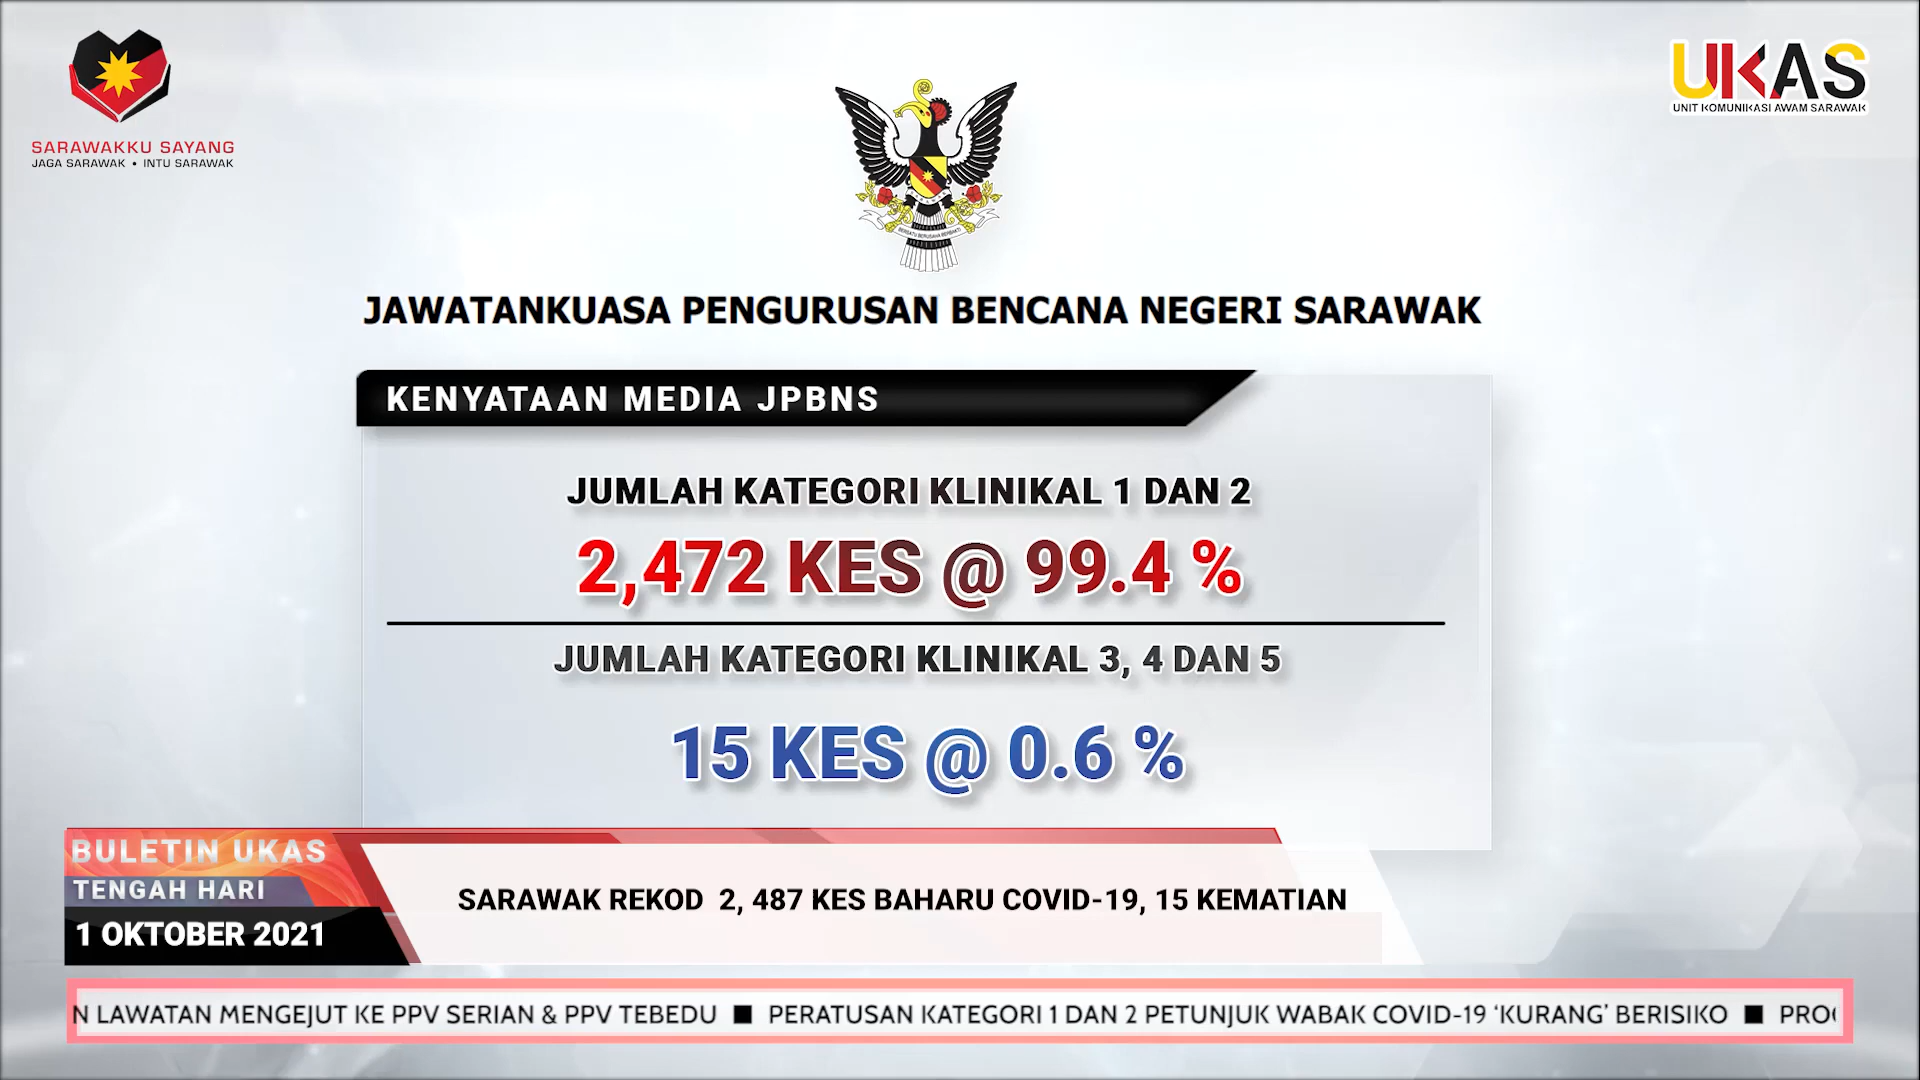 SARAWAKKU SAYANG
JAGA SARAWAK • INTU SARAWAK
UKAS
UNIT KOMUNIKASI AWAM SARAWAK
BERSATU BERUSAHA BERBAKTI
JAWATANKUASA PENGURUSAN BENCANA NEGERI SARAWAK
KENYATAAN MEDIA JPBNS
JUMLAH KATEGORI KLINIKAL 1 DAN 2
2,472 KES @ 99.4 %
JUMLAH KATEGORI KLINIKAL 3, 4 DAN 5
15 KES @ 0.6 %
BULETIN UKAS
TENGAH HARI
1 OKTOBER 2021
SARAWAK REKOD 2, 487 KES BAHARU COVID-19, 15 KEMATIAN
N LAWATAN MENGEJUT KE PPV SERIAN & PPV TEBEDU ■ PERATUSAN KATEGORI 1 DAN 2 PETUNJUK WABAK COVID-19 ‘KURANG’ BERISIKO ■